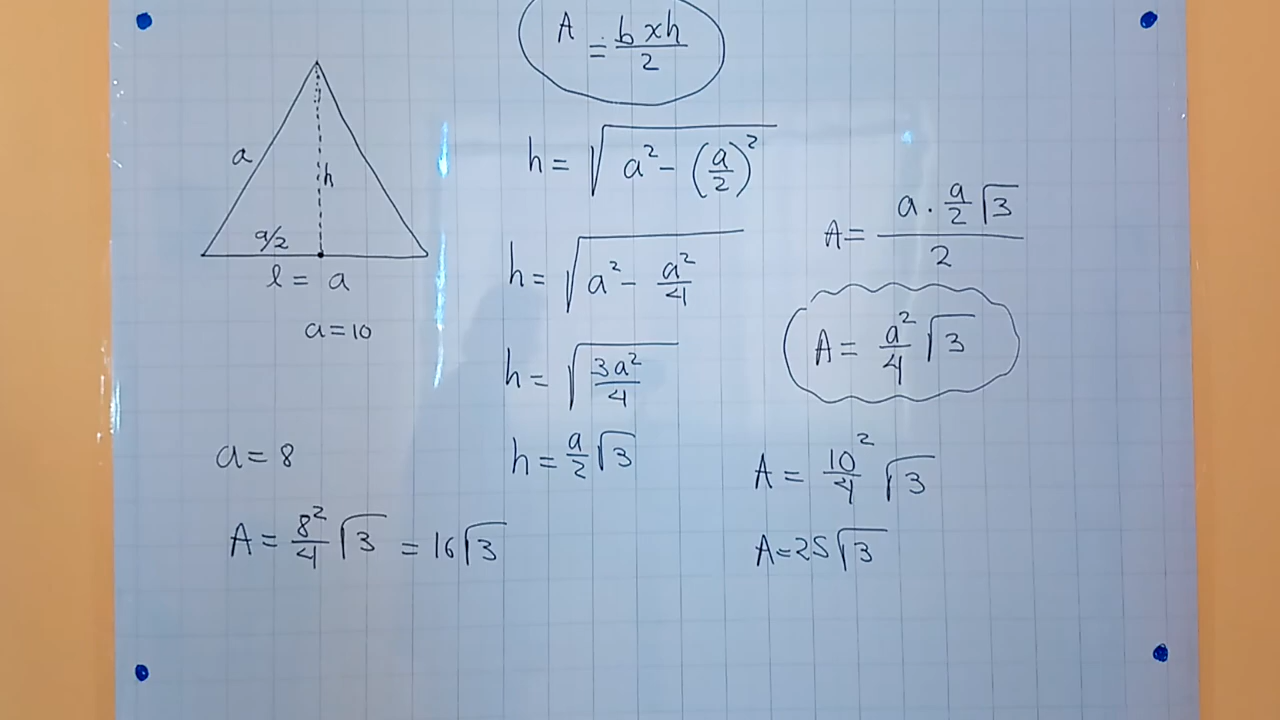 A = b x h / 2
a
h
a/2
l = a
a = 10
h = √(a² - (a/2)²)
h = √(a² - a²/4)
h = √(3a²/4)
h = a/2 √3
A = (a · a/2 √3) / 2
A = a²/4 √3
A = 10²/4 √3
A = 25√3
a = 8
A = 8²/4 √3 = 16√3